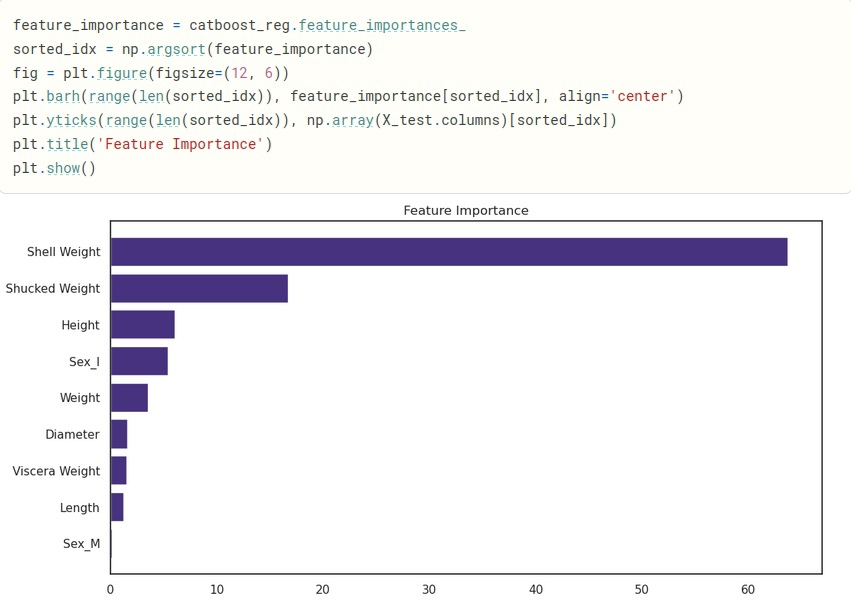 feature_importance = catboost_reg.feature_importances_
sorted_idx = np.argsort(feature_importance)
fig = plt.figure(figsize=(12, 6))
plt.barh(range(len(sorted_idx)), feature_importance[sorted_idx], align='center')
plt.yticks(range(len(sorted_idx)), np.array(X_test.columns)[sorted_idx])
plt.title('Feature Importance')
plt.show()
Feature Importance
Shell Weight
Shucked Weight
Height
Sex_I
Weight
Diameter
Viscera Weight
Length
Sex_M
0 10 20 30 40 50 60